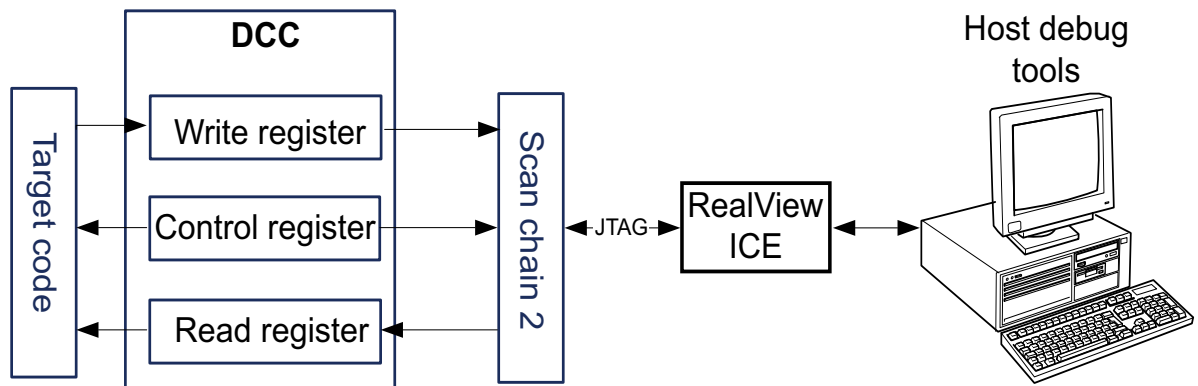 DCC
Host debug
tools
Target code
Write register
Control register
Read register
Scan chain 2
JTAG
RealView
ICE